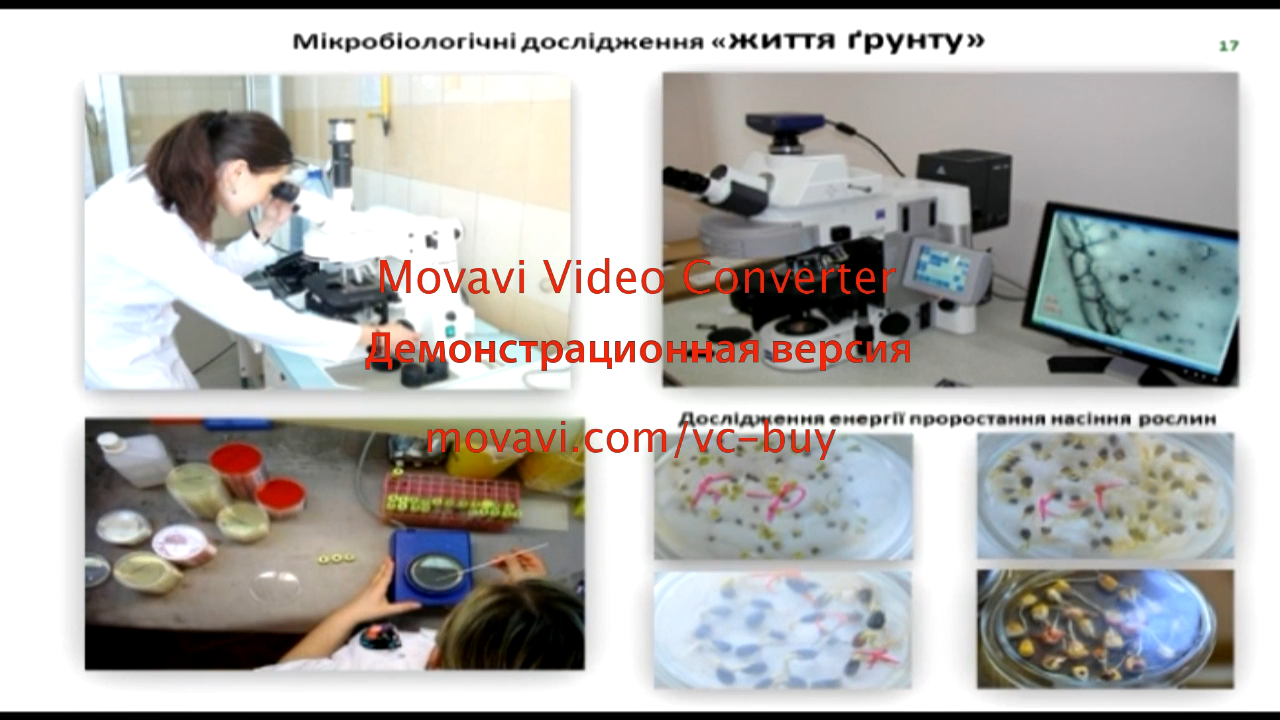 Мікробіологічні дослідження «життя ґрунту»
17
Movavi Video Converter
Демонстрационная версия
Дослідження енергії проростання насіння рослин
movavi.com/vc-buy